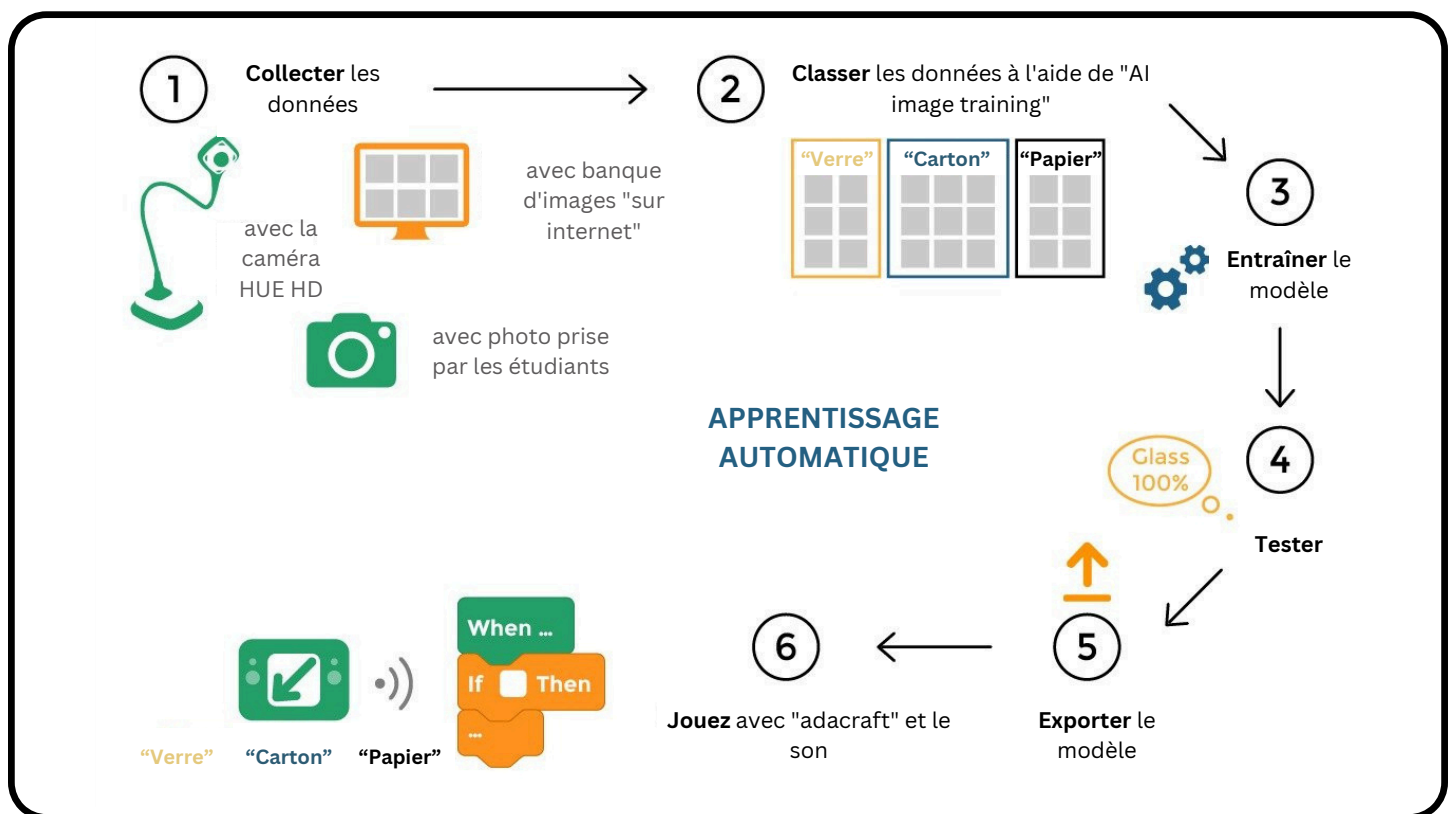 1
Collecter les
données
avec la
caméra
HUE HD
avec banque
d'images "sur
internet"
avec photo prise
par les étudiants
2
Classer les données à l'aide de "AI
image training"
“Verre”
“Carton”
“Papier”
3
Entraîner le
modèle
APPRENTISSAGE
AUTOMATIQUE
4
Glass
100%
Tester
5
Exporter le
modèle
6
Jouez avec "adacraft" et le
son
When ...
If Then
...
“Verre”
“Carton”
“Papier”